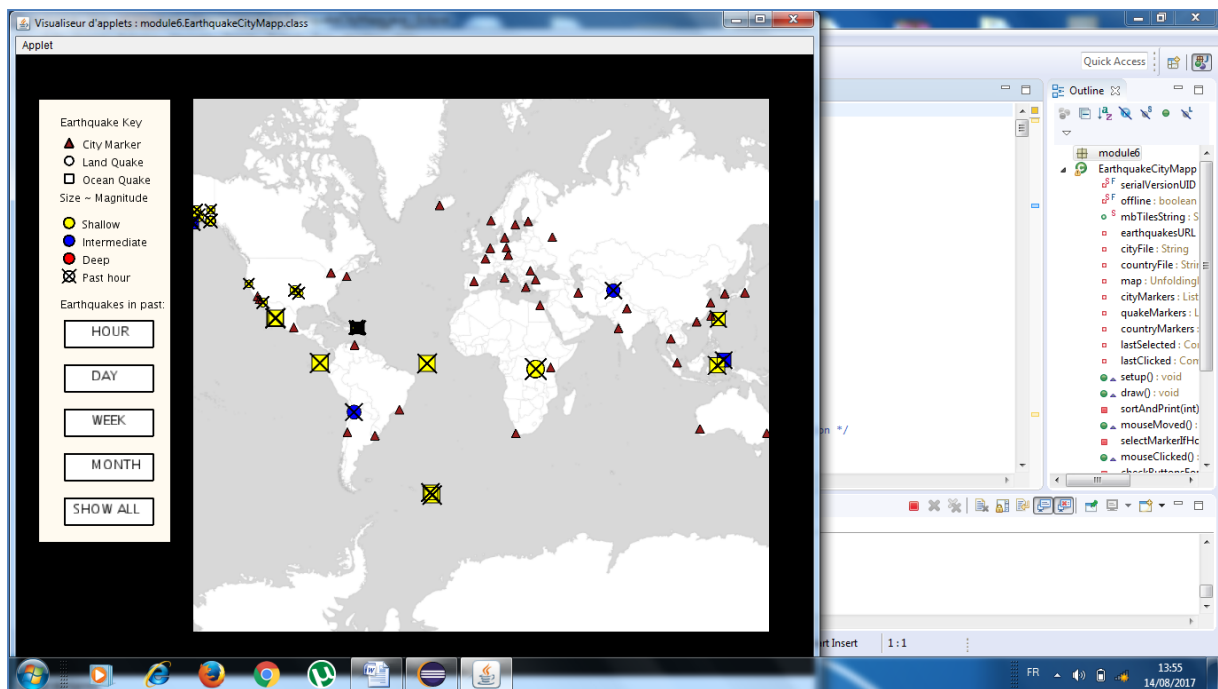 Visualiseur d'applets : module6.EarthquakeCityMapp.class
Applet
Earthquake Key
City Marker
Land Quake
Ocean Quake
Size ~ Magnitude
Shallow
Intermediate
Deep
Past hour
Earthquakes in past:
HOUR
DAY
WEEK
MONTH
SHOW ALL
Quick Access
Outline
module6
EarthquakeCityMapp
serialVersionUID
offline : boolean
mbTilesString : S
earthquakesURL
cityFile : String
countryFile : Strin
map : Unfolding
cityMarkers : List
quakeMarkers : L
countryMarkers :
lastSelected : Co
lastClicked : Com
setup() : void
draw() : void
sortAndPrint(int)
mouseMoved() :
selectMarkerIfHo
mouseClicked() :
on */
rt Insert
1 : 1
FR
13:55
14/08/2017